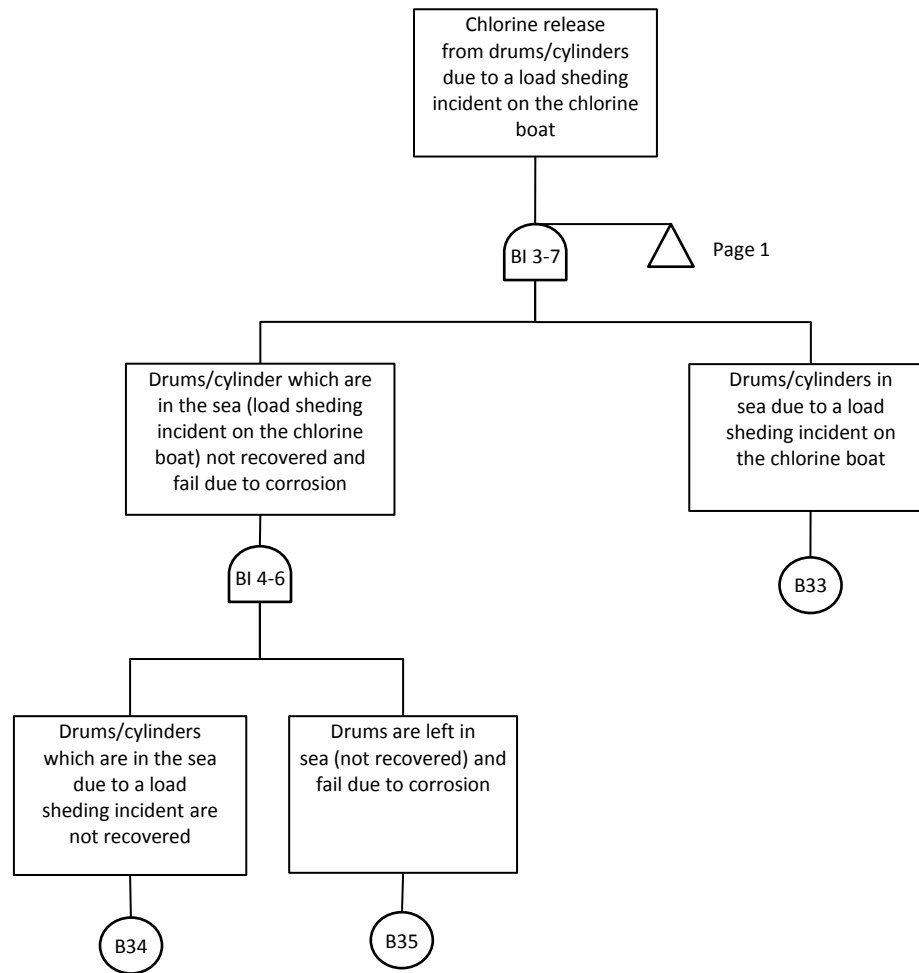 Chlorine release
from drums/cylinders
due to a load sheding
incident on the chlorine
boat
BI 3-7
Page 1
Drums/cylinder which are
in the sea (load sheding
incident on the chlorine
boat) not recovered and
fail due to corrosion
Drums/cylinders in
sea due to a load
sheding incident on
the chlorine boat
BI 4-6
B33
Drums/cylinders
which are in the sea
due to a load
sheding incident are
not recovered
Drums are left in
sea (not recovered) and
fail due to corrosion
B34
B35